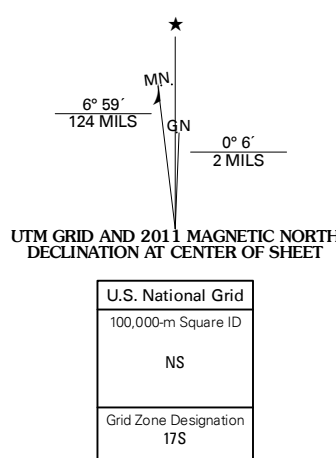 ★
M.N.
6° 59´
124 MILS
GN
0° 6´
2 MILS
UTM GRID AND 2011 MAGNETIC NORTH
DECLINATION AT CENTER OF SHEET
U.S. National Grid
100,000-m Square ID
NS
Grid Zone Designation
17S